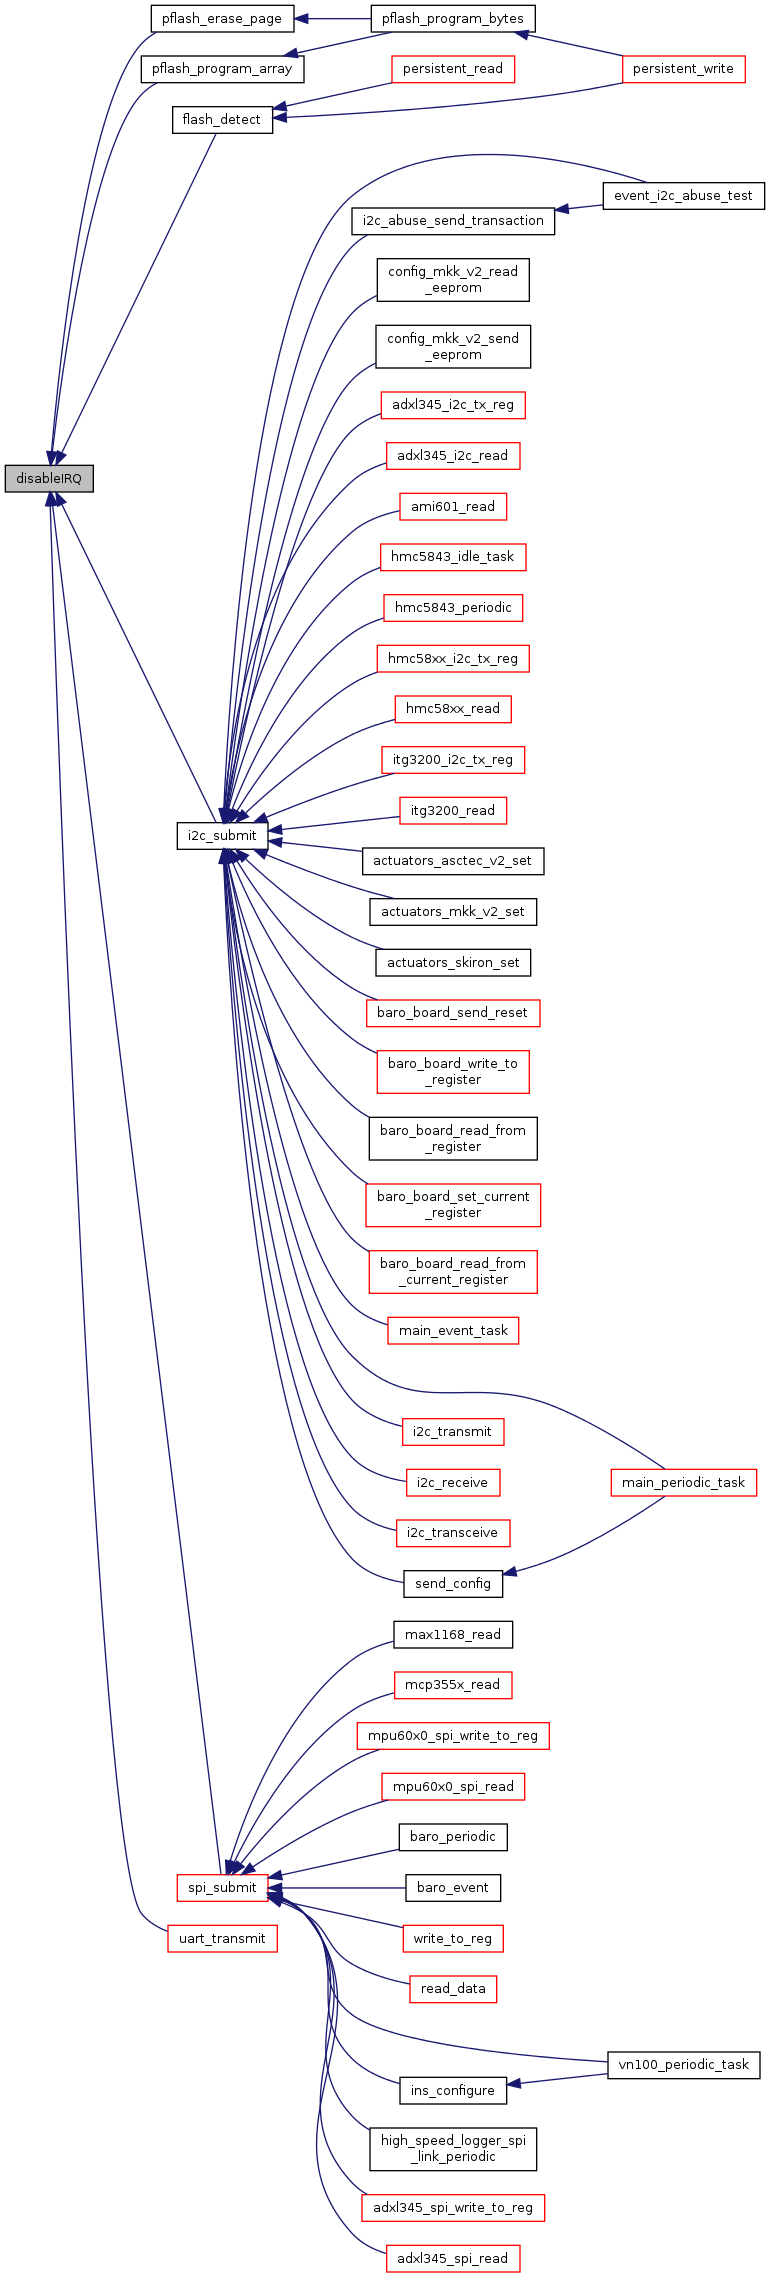 pflash_erase_page
pflash_program_bytes
pflash_program_array
persistent_read
persistent_write
flash_detect
event_i2c_abuse_test
i2c_abuse_send_transaction
config_mkk_v2_read
_eeprom
config_mkk_v2_send
_eeprom
adxl345_i2c_tx_reg
adxl345_i2c_read
disableIRQ
ami601_read
hmc5843_idle_task
hmc5843_periodic
hmc58xx_i2c_tx_reg
hmc58xx_read
itg3200_i2c_tx_reg
itg3200_read
i2c_submit
actuators_asctec_v2_set
actuators_mkk_v2_set
actuators_skiron_set
baro_board_send_reset
baro_board_write_to
_register
baro_board_read_from
_register
baro_board_set_current
_register
baro_board_read_from
_current_register
main_event_task
i2c_transmit
i2c_receive
main_periodic_task
i2c_transceive
send_config
max1168_read
mcp355x_read
mpu60x0_spi_write_to_reg
mpu60x0_spi_read
baro_periodic
spi_submit
baro_event
uart_transmit
write_to_reg
read_data
vn100_periodic_task
ins_configure
high_speed_logger_spi
_link_periodic
adxl345_spi_write_to_reg
adxl345_spi_read